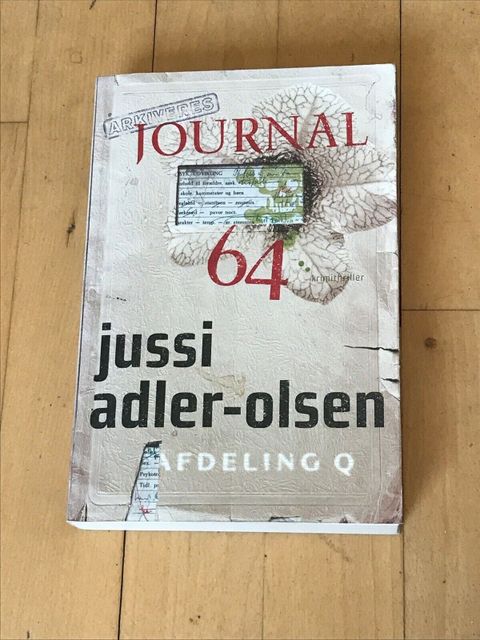 ARKIVERES
JOURNAL
64
krimithriller
jussi
adler-olsen
AFDELING Q